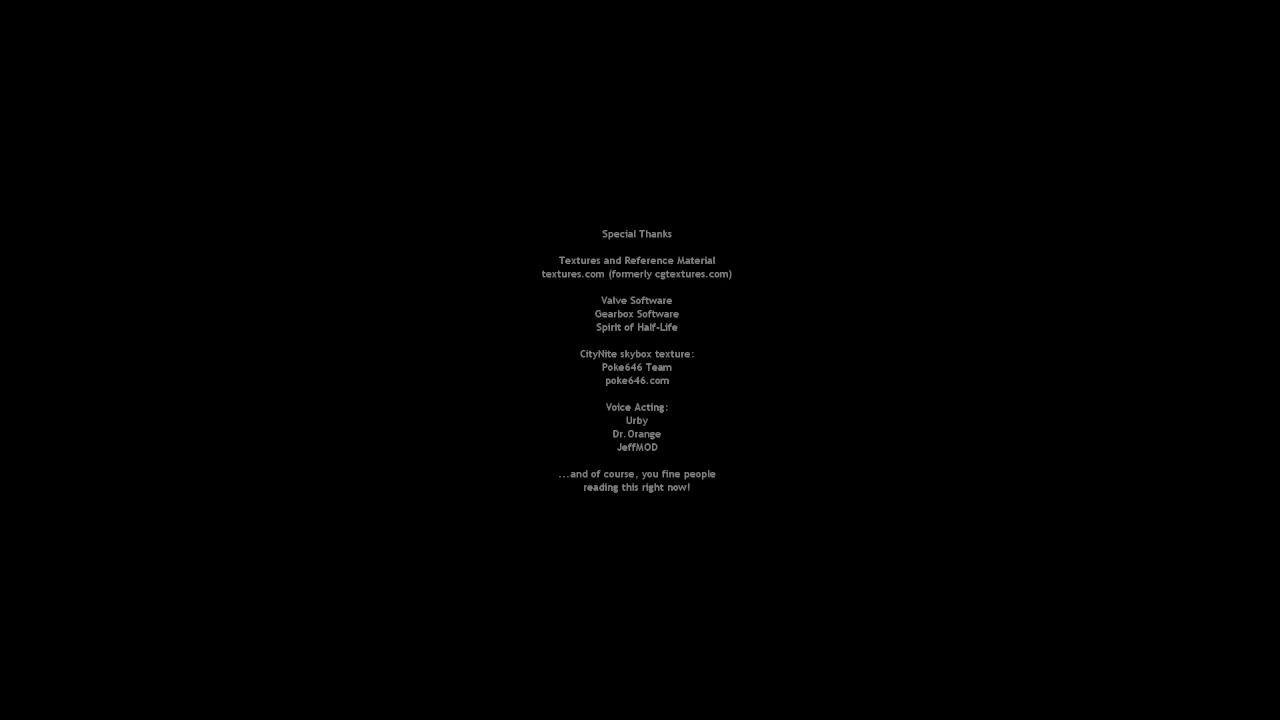 Special Thanks
Textures and Reference Material
textures.com (formerly cgtextures.com)
Valve Software
Gearbox Software
Spirit of Half-Life
CityNite skybox texture:
Poke646 Team
poke646.com
Voice Acting:
Urby
Dr.Orange
JeffMOD
...and of course, you fine people
reading this right now!